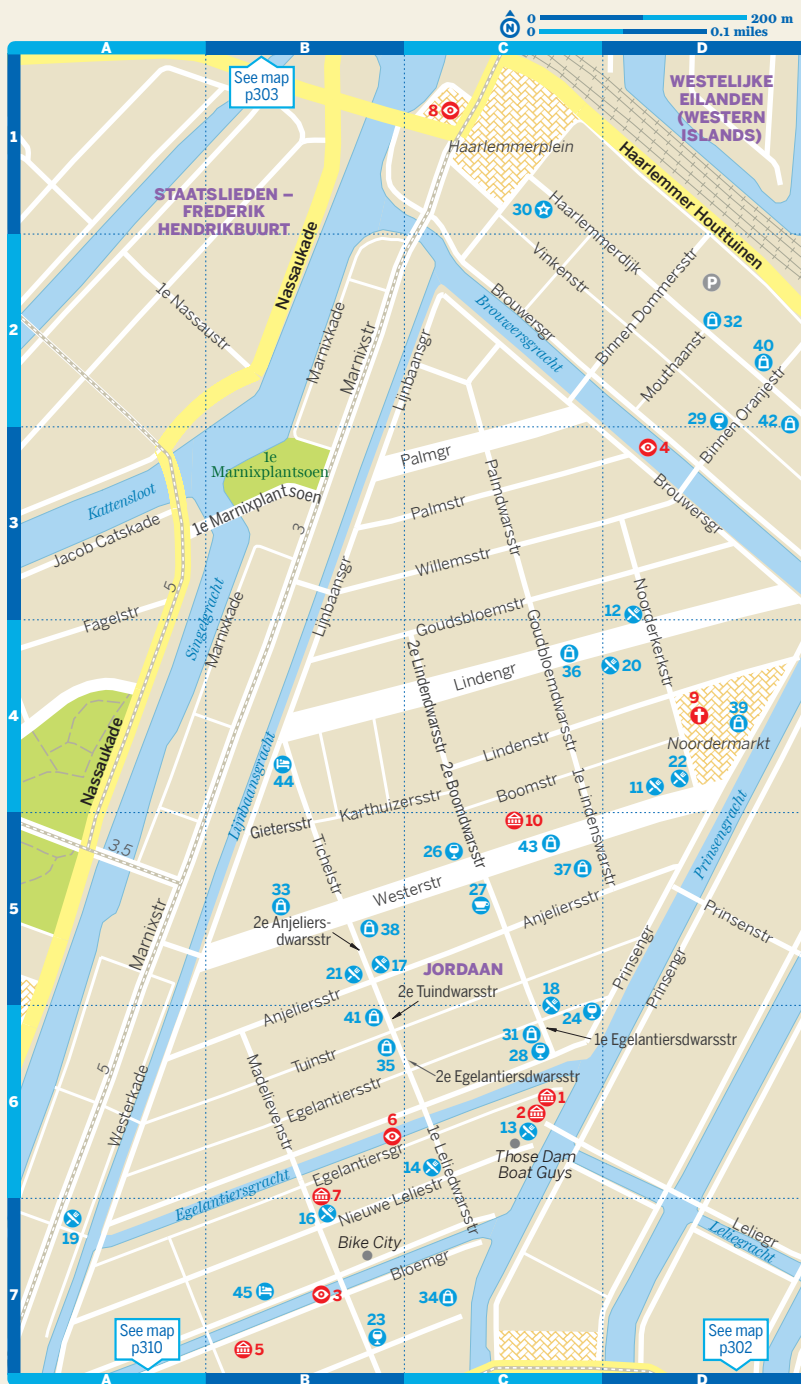 N
0 200 m
0 0.1 miles
A B C D
See map
p303
WESTELIJKE
EILANDEN
(WESTERN
ISLANDS)
8
Haarlemmerplein
1
STAATSLIEDEN –
FREDERIK
HENDRIKBUURT
Haarlemmer Houttuinen
30
Haarlemmerdijk
Nassaukade
Vinkenstr
1e Nassaustr
Marnixkade
Marnixstr
Lijnbaansgr
Brouwersgr
Brouwersgracht
Binnen Dommersstr
P
2
32
40
Mouthaanst
Binnen Oranjestr
29
42
4
1e
Marnixplantsoen
1e Marnixplantsoen
Palmgr
Palmdwarsstr
Brouwersgr
Kattensloot
Palmstr
3
Jacob Catskade
3
Willemsstr
5
Lijnbaansgr
Fagelstr
Singelgracht
Marnixkade
Goudsbloemstr
Goudbloemdwarsstr
12
Noorderkerkstr
36
20
2e Lindendwarsstr
Lindengr
4
9
39
Noordermarkt
Nassaukade
Lijnbaansgracht
44
Lindenstr
22
11
2e Boomdwarsstr
Boomstr
1e Lindenswarstr
Karthuizersstr
Gietersstr
Tichelstr
10
Prinsengracht
3.5
26
43
37
5
33
Westerstr
27
Anjeliersstr
Prinsenstr
Marnixstr
2e Anjeliers-
dwarsstr
38
17
21
JORDAAN
Prinsengr
Prinsengr
18
24
Anjeliersstr
2e Tuindwarsstr
41
31
28
1e Egelantiersdwarsstr
35
Tuinstr
Madelievenstr
2e Egelantiersdwarsstr
5
Westerkade
6
Egelantiersstr
6
1
2
13
Those Dam
Boat Guys
1e Leliedwarsstr
14
Egelantiersgr
Egelantiersgracht
7
16
Nieuwe Leliestr
19
Bike City
Leliegr
Leliegracht
7
Bloemgr
45
3
34
23
5
See map
p310
See map
p302
A B C D